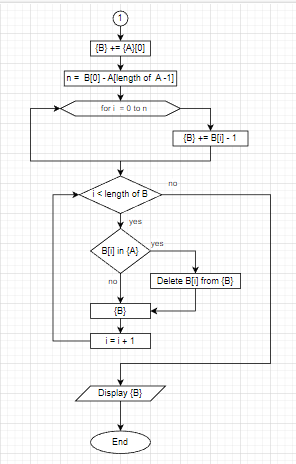 1
{B} += {A}[0]
n = B[0] - A[length of A -1]
for i = 0 to n
{B} += B[i] - 1
i < length of B
no
yes
B[i] in {A}
yes
no
Delete B[i] from {B}
{B}
i = i + 1
Display {B}
End